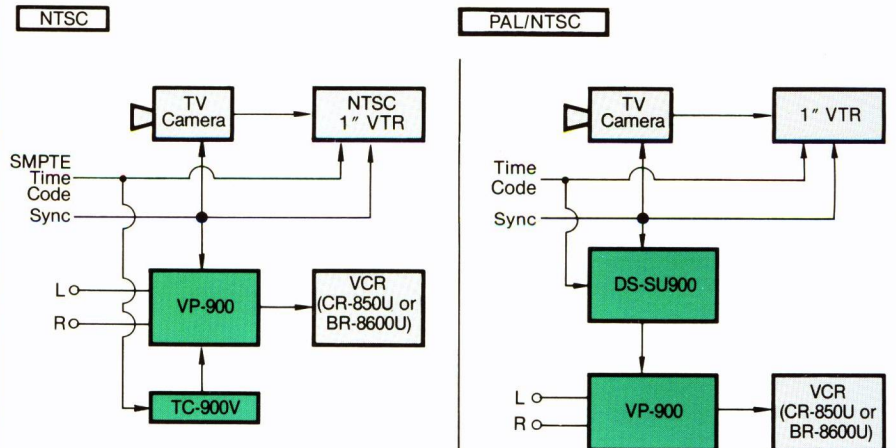 NTSC
TV
Camera
NTSC
1″ VTR
SMPTE
Time
Code
Sync
L
R
VP-900
VCR
(CR-850U or
BR-8600U)
TC-900V
PAL/NTSC
TV
Camera
1″ VTR
Time
Code
Sync
DS-SU900
L
R
VP-900
VCR
(CR-850U or
BR-8600U)